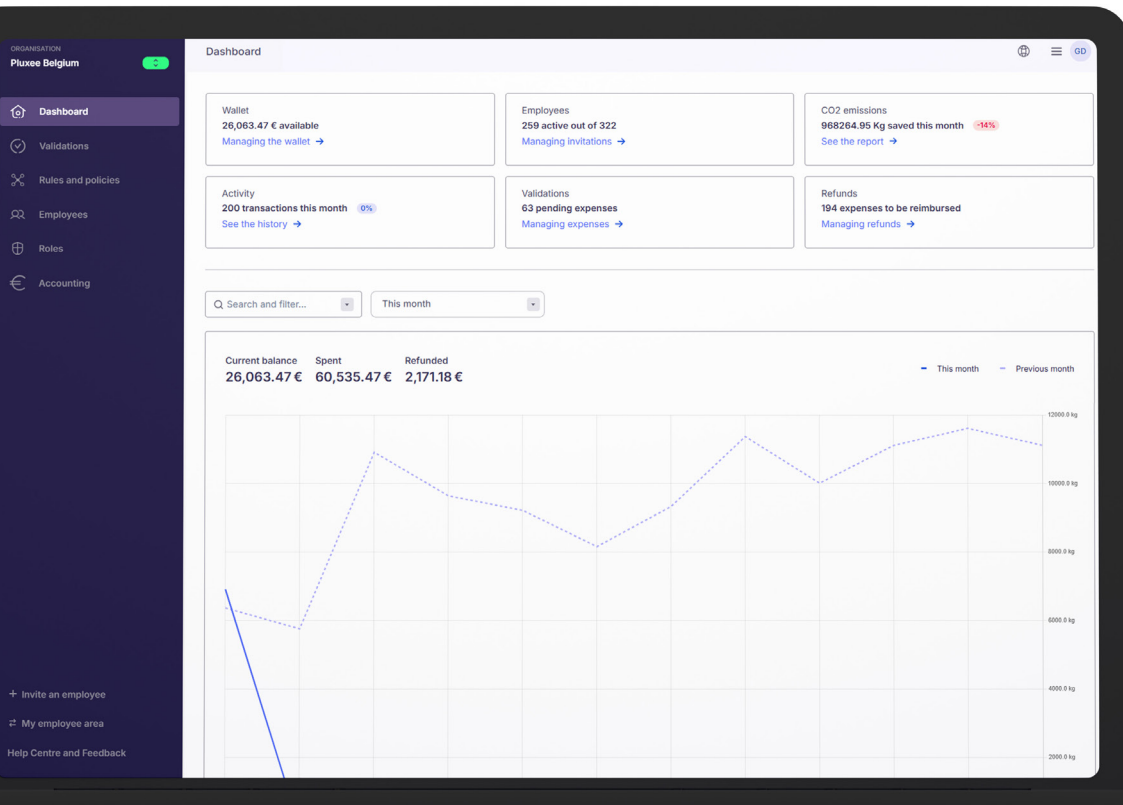 ORGANISATION
Pluxee Belgium
Dashboard
Validations
Rules and policies
Employees
Roles
Accounting
+ Invite an employee
My employee area
Help Centre and Feedback
Dashboard
GD
Wallet
26,063.47 € available
Managing the wallet →
Employees
259 active out of 322
Managing invitations →
CO2 emissions
968264.95 Kg saved this month -14%
See the report →
Activity
200 transactions this month 0%
See the history →
Validations
63 pending expenses
Managing expenses →
Refunds
194 expenses to be reimbursed
Managing refunds →
Search and filter...
This month
Current balance Spent Refunded
26,063.47 € 60,535.47 € 2,171.18 €
This month Previous month
12000.0 kg
10000.0 kg
8000.0 kg
6000.0 kg
4000.0 kg
2000.0 kg